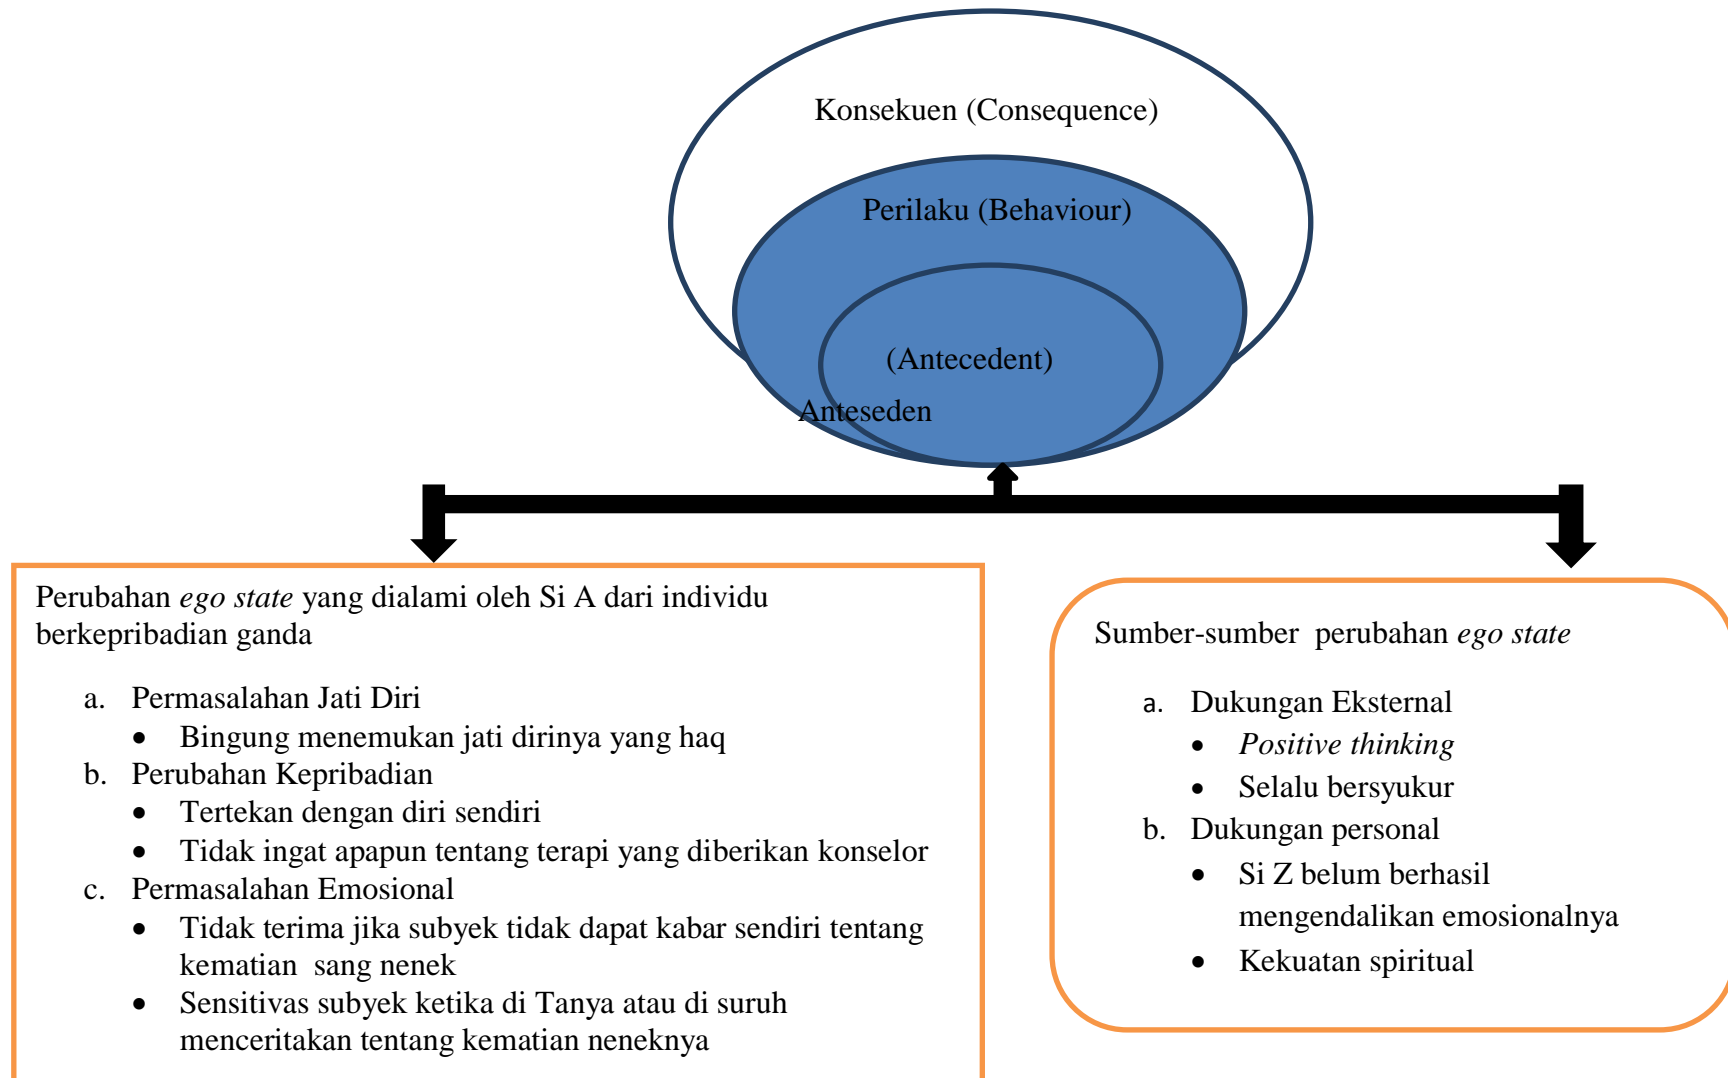 Konsekuen (Consequence)
Perilaku (Behaviour)
(Antecedent)
Anteseden
Perubahan ego state yang dialami oleh Si A dari individu
berkepribadian ganda
a. Permasalahan Jati Diri
• Bingung menemukan jati dirinya yang haq
b. Perubahan Kepribadian
• Tertekan dengan diri sendiri
• Tidak ingat apapun tentang terapi yang diberikan konselor
c. Permasalahan Emosional
• Tidak terima jika subyek tidak dapat kabar sendiri tentang
kematian sang nenek
• Sensitivas subyek ketika di Tanya atau di suruh
menceritakan tentang kematian neneknya
Sumber-sumber perubahan ego state
a. Dukungan Eksternal
• Positive thinking
• Selalu bersyukur
b. Dukungan personal
• Si Z belum berhasil
mengendalikan emosionalnya
• Kekuatan spiritual